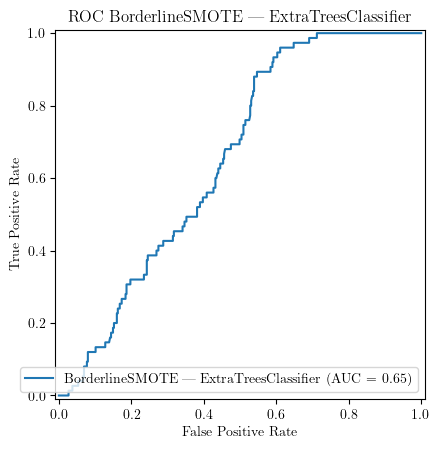 ROC BorderlineSMOTE — ExtraTreesClassifier
1.0
0.8
0.6
0.4
0.2
0.0
True Positive Rate
BorderlineSMOTE — ExtraTreesClassifier (AUC = 0.65)
0.0 0.2 0.4 0.6 0.8 1.0
False Positive Rate